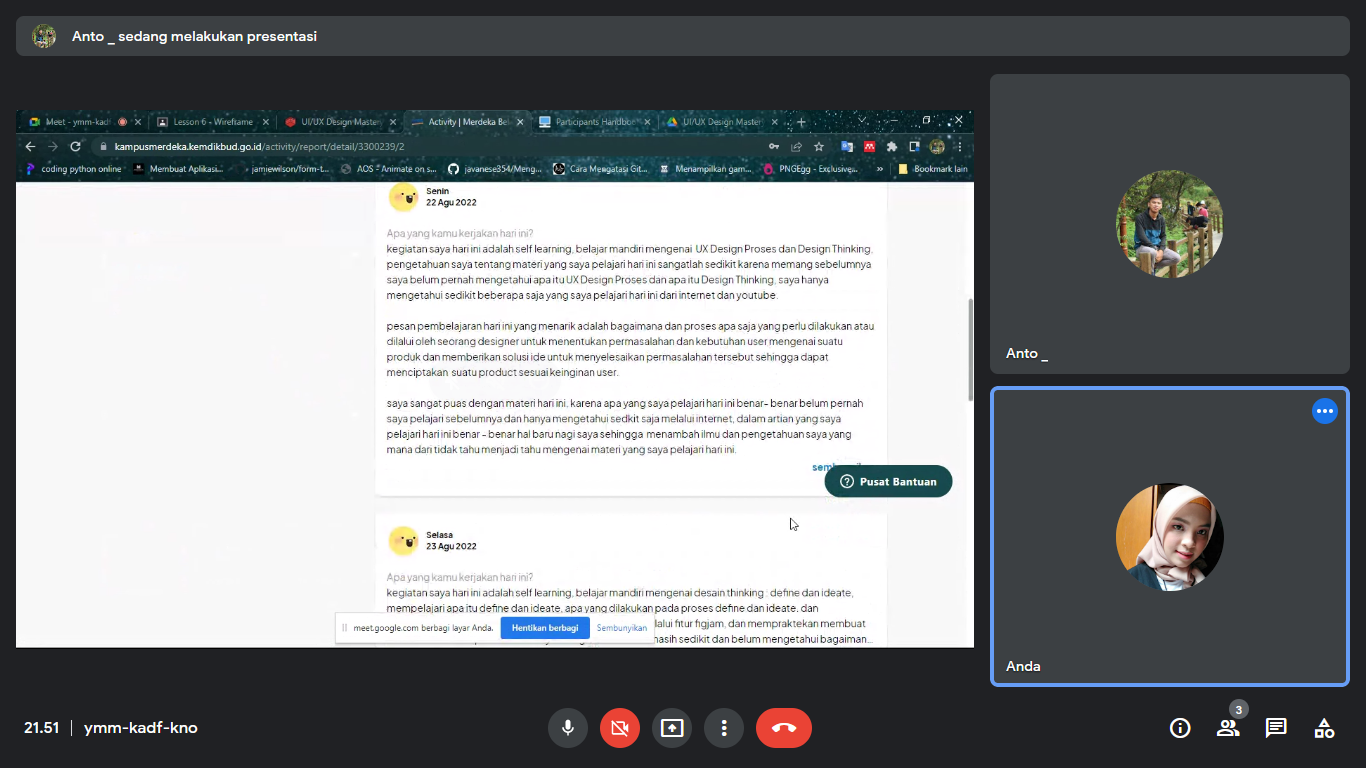 Anto _ sedang melakukan presentasi
Meet - ymm-kad
Lesson 6 - Wireframe
UI/UX Design Master
Activity | Merdeka Be
Participants Handbo
UI/UX Design Master
kampusmerdeka.kemdikbud.go.id/activity/report/detail/3300239/2
coding python online
Membuat Aplikasi...
jamiewilson/form-t...
AOS - Animate on s...
javanese354/Meng...
Cara Mengatasi Git...
Menampilkan gam...
PNGEgg - Exclusive...
»
Bookmark lain
Senin
22 Agu 2022
Apa yang kamu kerjakan hari ini?
kegiatan saya hari ini adalah self learning, belajar mandiri mengenai UX Design Proses dan Design Thinking,
pengetahuan saya tentang materi yang saya pelajari hari ini sangatlah sedikit karena memang sebelumnya
saya belum pernah mengetahui apa itu UX Design Proses dan apa itu Design Thinking, saya hanya
mengetahui sedikit beberapa saja yang saya pelajari hari ini dari internet dan youtube.
pesan pembelajaran hari ini yang menarik adalah bagaimana dan proses apa saja yang perlu dilakukan atau
dilalui oleh seorang designer untuk menentukan permasalahan dan kebutuhan user mengenai suatu
produk dan memberikan solusi ide untuk menyelesaikan permasalahan tersebut sehingga dapat
menciptakan suatu product sesuai keinginan user.
saya sangat puas dengan materi hari ini, karena apa yang saya pelajari hari ini benar- benar belum pernah
saya pelajari sebelumnya dan hanya mengetahui sedkit saja melalui internet, dalam artian yang saya
pelajari hari ini benar - benar hal baru nagi saya sehingga menambah ilmu dan pengetahuan saya yang
mana dari tidak tahu menjadi tahu mengenai materi yang saya pelajari hari ini.
Pusat Bantuan
Selasa
23 Agu 2022
Apa yang kamu kerjakan hari ini?
kegiatan saya hari ini adalah self learning, belajar mandiri mengenai desain thinking : define dan ideate,
mempelajari apa itu define dan ideate, apa yang dilakukan pada proses define dan ideate, dan
lalui fitur figjam, dan mempraktekan membuat
masih sedikit dan belum mengetahui bagaiman...
meet.google.com berbagi layar Anda.
Hentikan berbagi
Sembunyikan
Anto _
Anda
21.51
ymm-kadf-kno
3